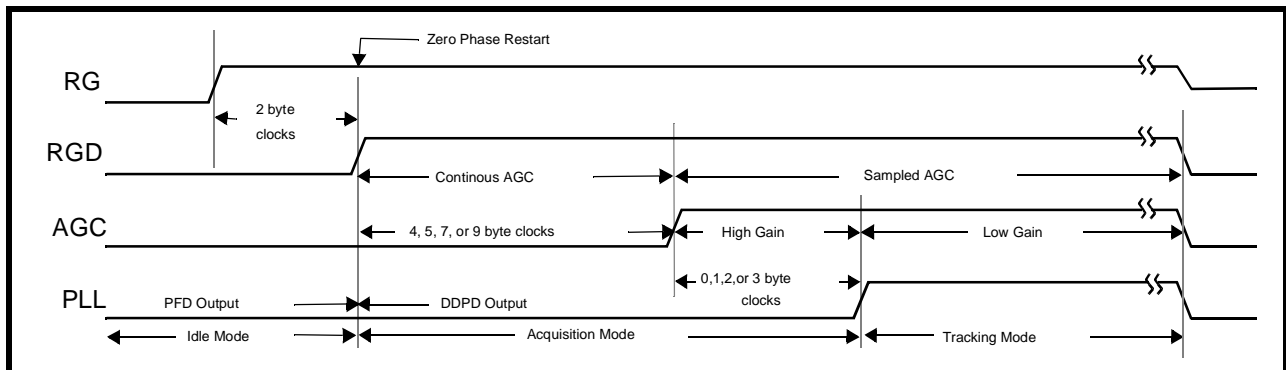 Zero Phase Restart
RG
2 byte
clocks
RGD
Continous AGC
Sampled AGC
AGC
4, 5, 7, or 9 byte clocks
High Gain
Low Gain
0,1,2,or 3 byte
clocks
PLL
PFD Output
DDPD Output
Idle Mode
Acquisition Mode
Tracking Mode